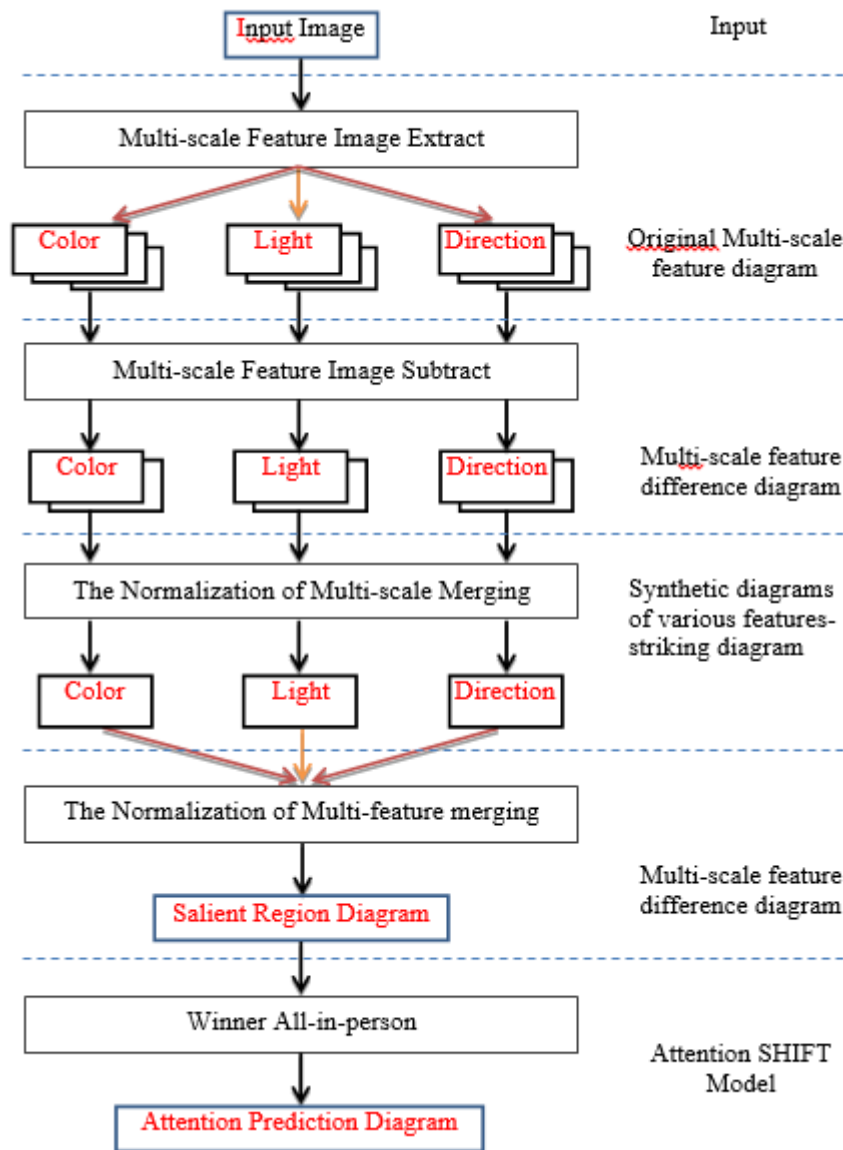 Input Image
Input
Multi-scale Feature Image Extract
Color
Light
Direction
Original Multi-scale
feature diagram
Multi-scale Feature Image Subtract
Color
Light
Direction
Multi-scale feature
difference diagram
The Normalization of Multi-scale Merging
Synthetic diagrams
of various features-
striking diagram
Color
Light
Direction
The Normalization of Multi-feature merging
Multi-scale feature
difference diagram
Salient Region Diagram
Winner All-in-person
Attention SHIFT
Model
Attention Prediction Diagram